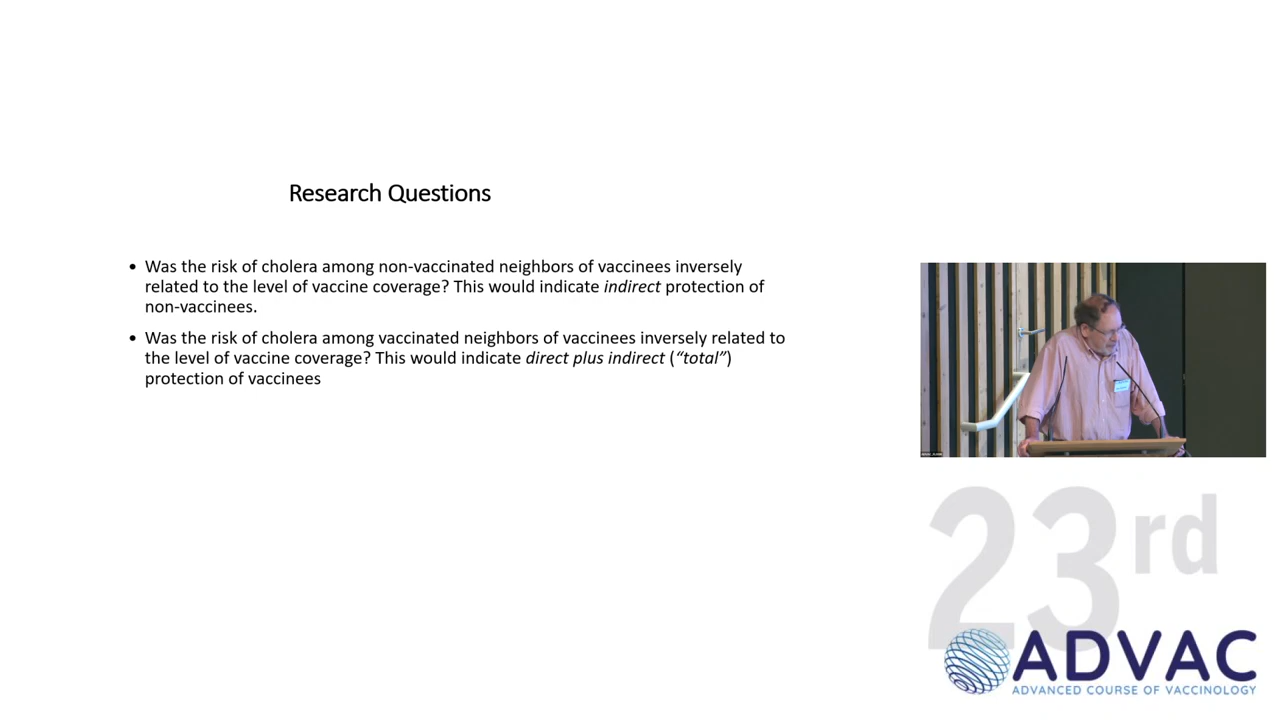 Research Questions
• Was the risk of cholera among non-vaccinated neighbors of vaccinees inversely
related to the level of vaccine coverage? This would indicate indirect protection of
non-vaccinees.
• Was the risk of cholera among vaccinated neighbors of vaccinees inversely related to
the level of vaccine coverage? This would indicate direct plus indirect (“total”)
protection of vaccinees
23rd
ADVAC
ADVANCED COURSE OF VACCINOLOGY